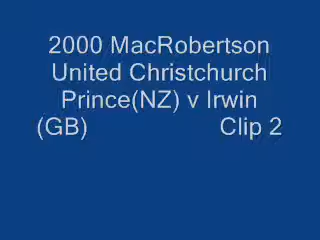 2000 MacRobertson
United Christchurch
Prince(NZ) v Irwin
(GB) Clip 2